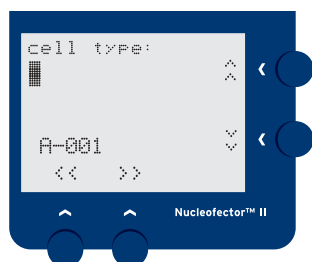 cell type:
A-001
<< >>
Nucleofector™ II